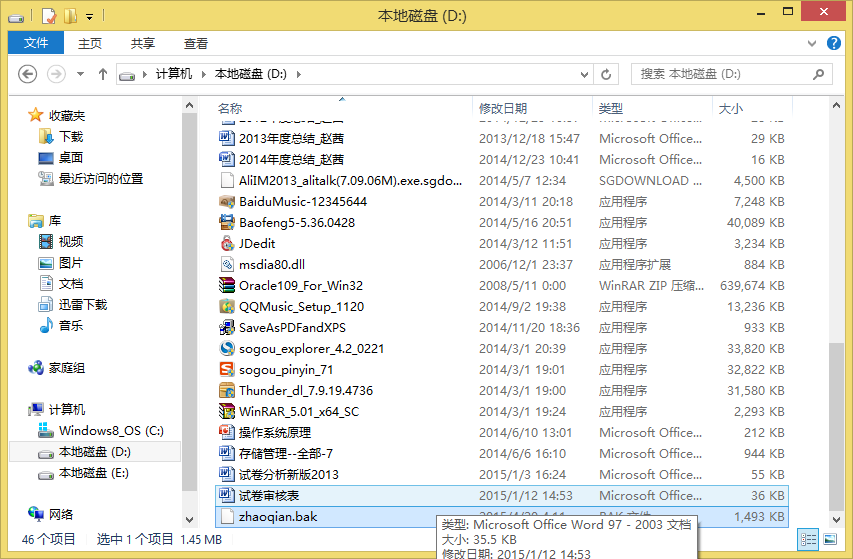 本地磁盘 (D:)
文件 主页 共享 查看
计算机 本地磁盘 (D:) 搜索 本地磁盘 (D:)
收藏夹
下载
桌面
最近访问的位置
库
视频
图片
文档
迅雷下载
音乐
家庭组
计算机
Windows8_OS (C:)
本地磁盘 (D:)
本地磁盘 (E:)
网络
名称 修改日期 类型 大小
2013年度总结_赵茜 2013/12/18 15:47 Microsoft Office... 29 KB
2014年度总结_赵茜 2014/12/23 10:41 Microsoft Office... 16 KB
AliIM2013_alitalk(7.09.06M).exe.sgdo... 2014/5/7 12:34 SGDOWNLOAD ... 4,500 KB
BaiduMusic-12345644 2014/3/11 20:18 应用程序 7,248 KB
Baofeng5-5.36.0428 2014/5/16 20:51 应用程序 40,089 KB
JDedit 2014/3/12 11:51 应用程序 3,234 KB
msdia80.dll 2006/12/1 23:37 应用程序扩展 884 KB
Oracle109_For_Win32 2008/5/11 0:00 WinRAR ZIP 压缩... 639,674 KB
QQMusic_Setup_1120 2014/9/2 19:38 应用程序 13,236 KB
SaveAsPDFandXPS 2014/11/20 18:36 应用程序 933 KB
sogou_explorer_4.2_0221 2014/3/1 20:39 应用程序 33,820 KB
sogou_pinyin_71 2014/3/1 19:01 应用程序 32,822 KB
Thunder_dl_7.9.19.4736 2014/3/1 19:00 应用程序 31,580 KB
WinRAR_5.01_x64_SC 2014/3/1 19:24 应用程序 2,293 KB
操作系统原理 2014/6/10 13:01 Microsoft Office... 212 KB
存储管理--全部-7 2014/6/6 16:10 Microsoft Office... 944 KB
试卷分析新版2013 2015/1/3 16:24 Microsoft Office... 55 KB
试卷审核表 2015/1/12 14:53 Microsoft Office... 36 KB
zhaoqian.bak 1,493 KB
类型: Microsoft Office Word 97 - 2003 文档
大小: 35.5 KB
修改日期: 2015/1/12 14:53
46 个项目 选中 1 个项目 1.45 MB